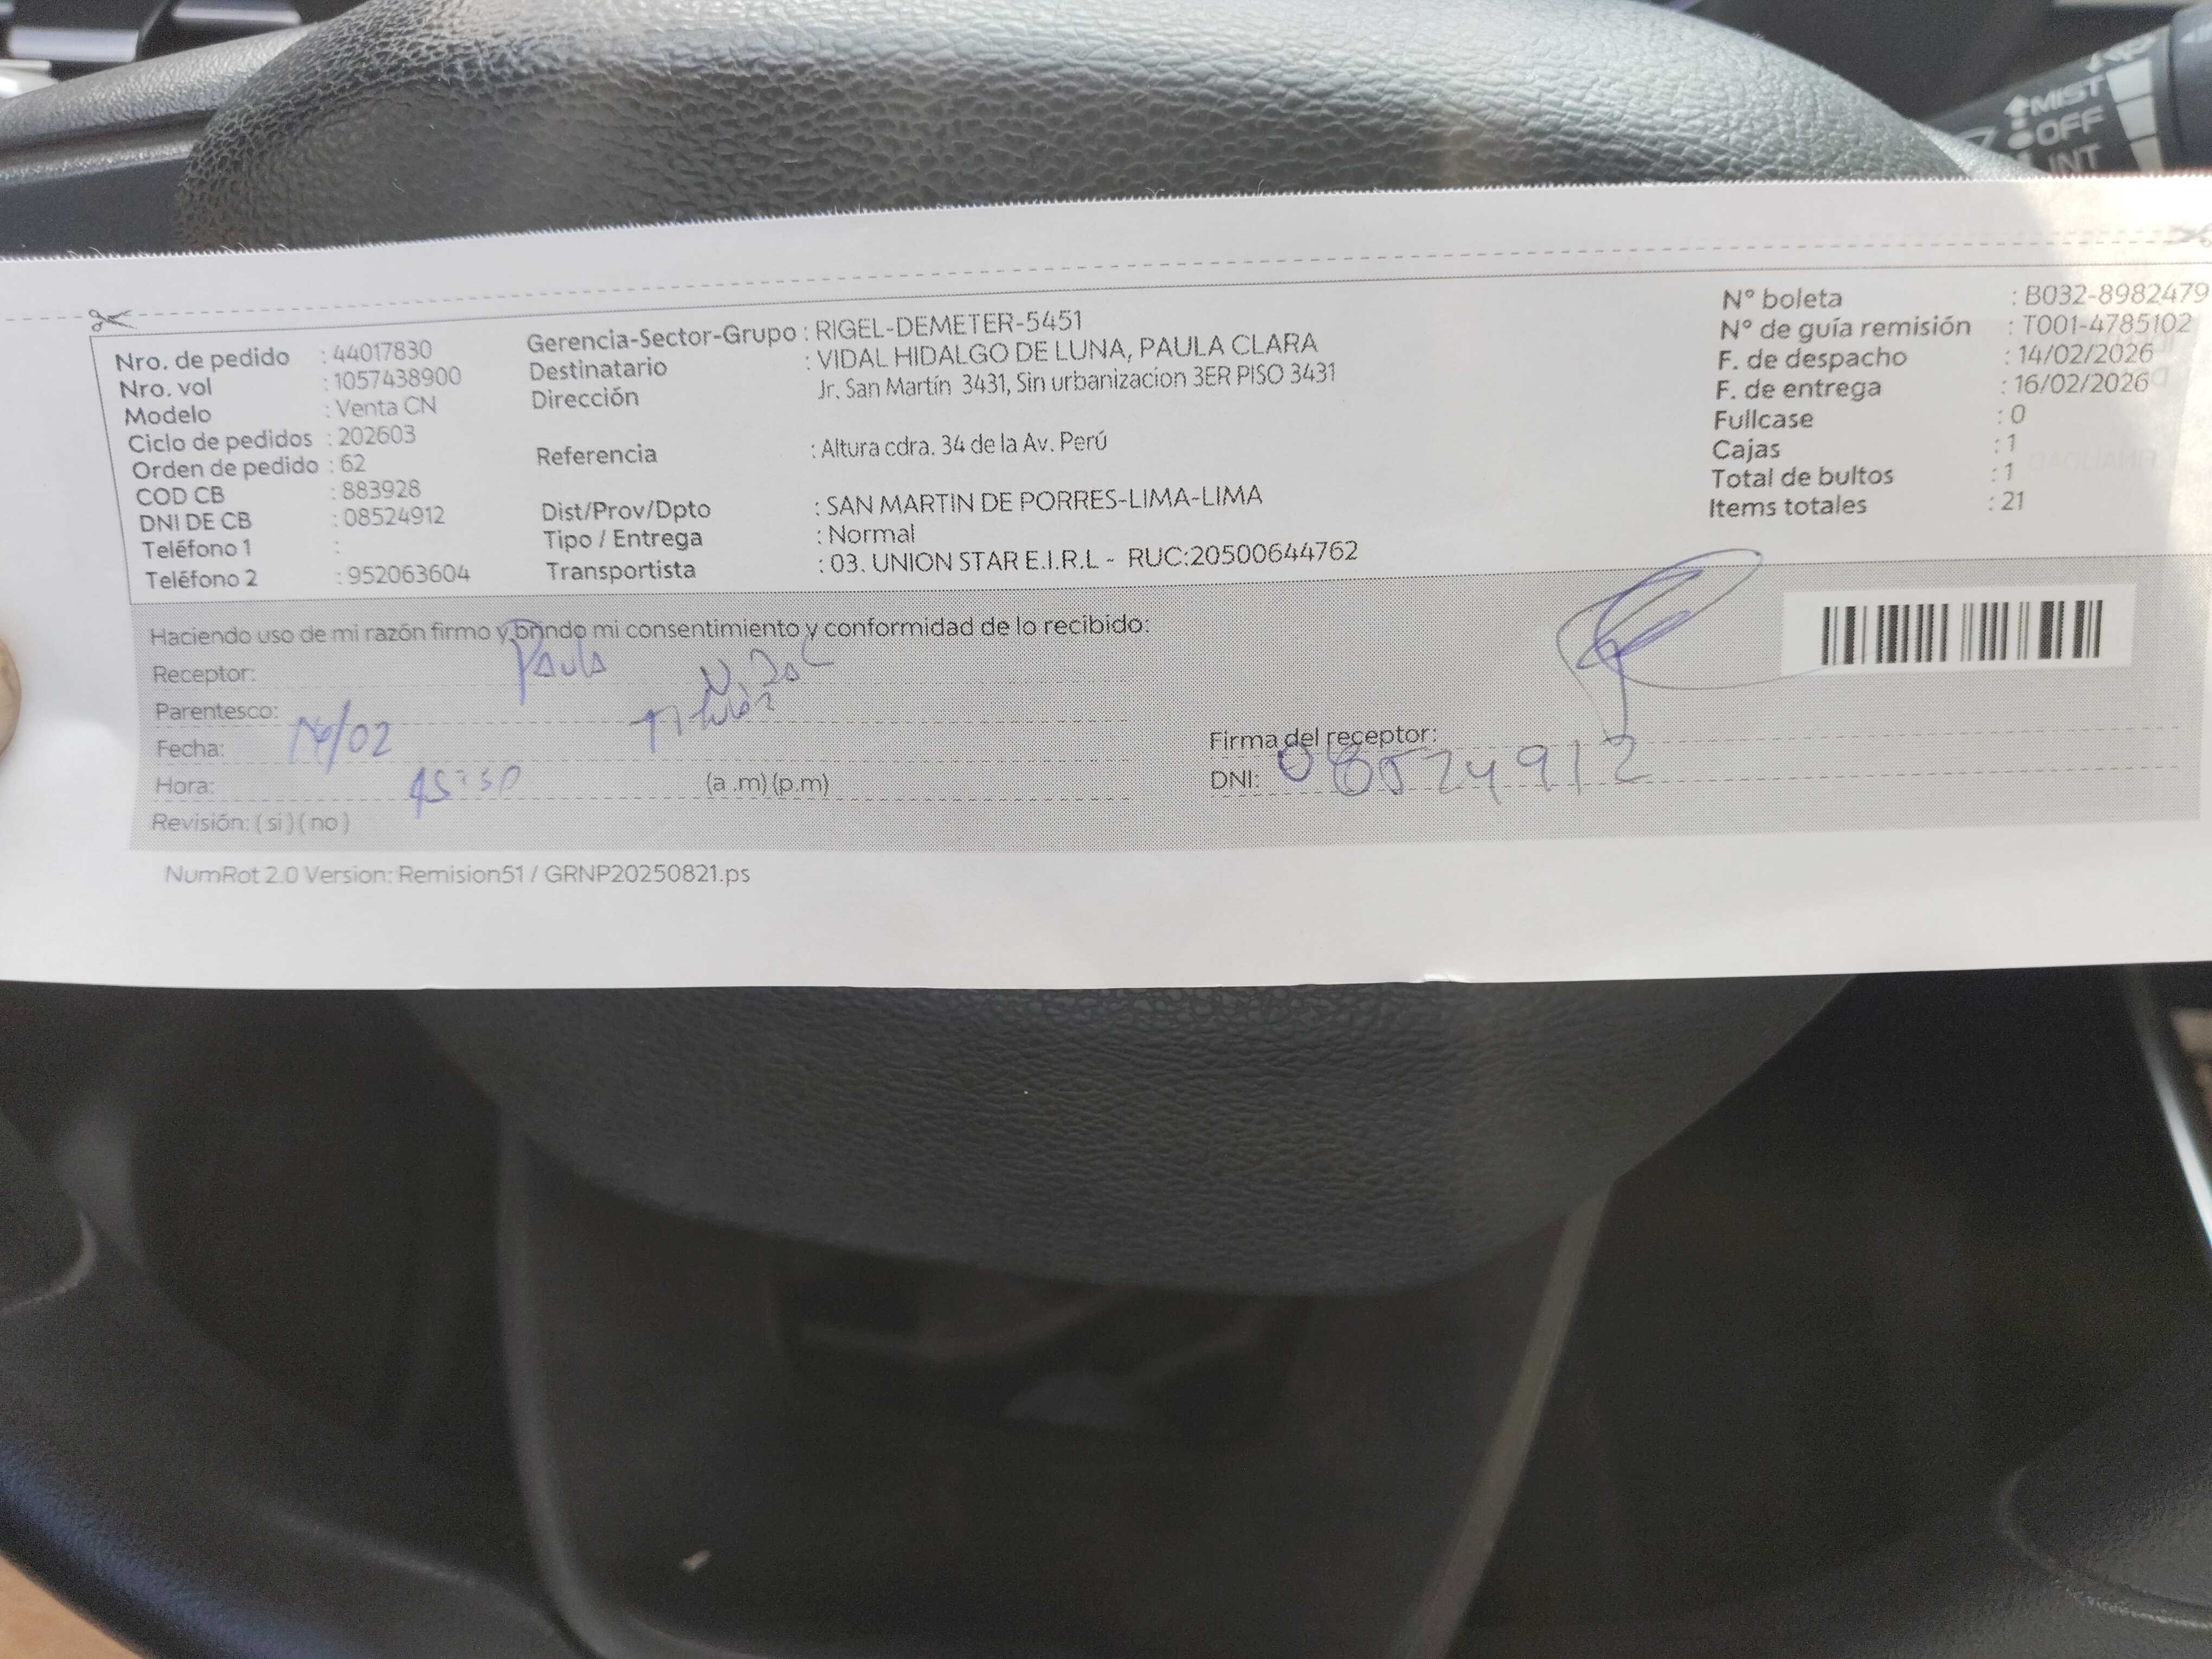 MIST
OFF
INT
Nro. de pedido : 44017830
Nro. vol : 1057438900
Modelo : Venta CN
Ciclo de pedidos : 202603
Orden de pedido : 62
COD CB : 883928
DNI DE CB : 08524912
Teléfono 1 :
Teléfono 2 : 952063604
Gerencia-Sector-Grupo : RIGEL-DEMETER-5451
Destinatario : VIDAL HIDALGO DE LUNA, PAULA CLARA
Dirección Jr. San Martín 3431, Sin urbanizacion 3ER PISO 3431
Referencia : Altura cdra. 34 de la Av. Perú
Dist/Prov/Dpto : SAN MARTIN DE PORRES-LIMA-LIMA
Tipo / Entrega : Normal
Transportista : 03. UNION STAR E.I.R.L - RUC:20500644762
N° boleta : B032-8982479
N° de guía remisión : T001-4785102
F. de despacho : 14/02/2026
F. de entrega : 16/02/2026
Fullcase : 0
Cajas : 1
Total de bultos : 1
Items totales : 21
Haciendo uso de mi razón firmo y brindo mi consentimiento y conformidad de lo recibido:
Receptor: Paula
Parentesco:
Fecha:
Hora: (a .m) (p.m)
Revisión: ( si ) ( no )
Firma del receptor:
DNI: 08524912
NumRot 2.0 Version: Remision51 / GRNP20250821.ps